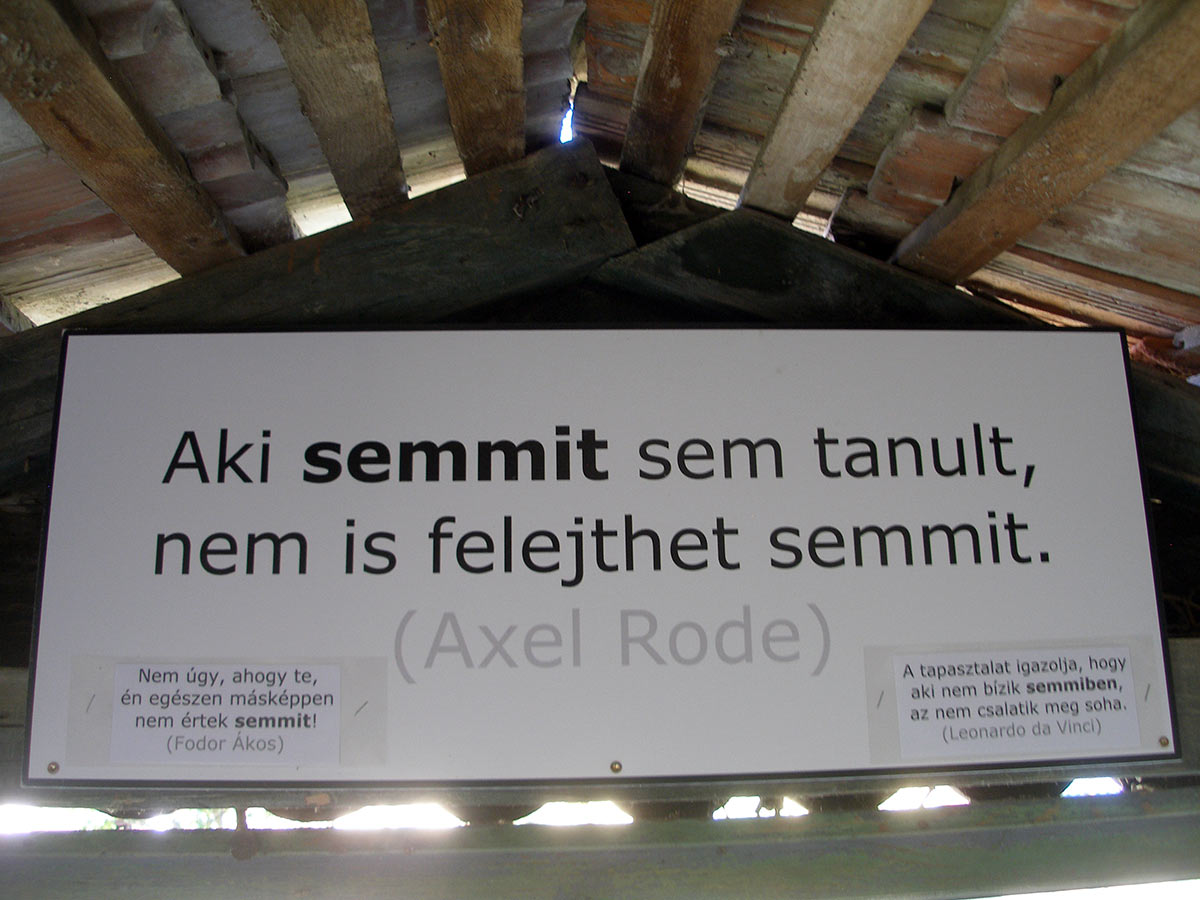 Aki semmit sem tanult,
nem is felejthet semmit.
(Axel Rode)
Nem úgy, ahogy te,
én egészen másképpen
nem értek semmit!
(Fodor Ákos)
A tapasztalat igazolja, hogy
aki nem bízik semmiben,
az nem csalatik meg soha.
(Leonardo da Vinci)